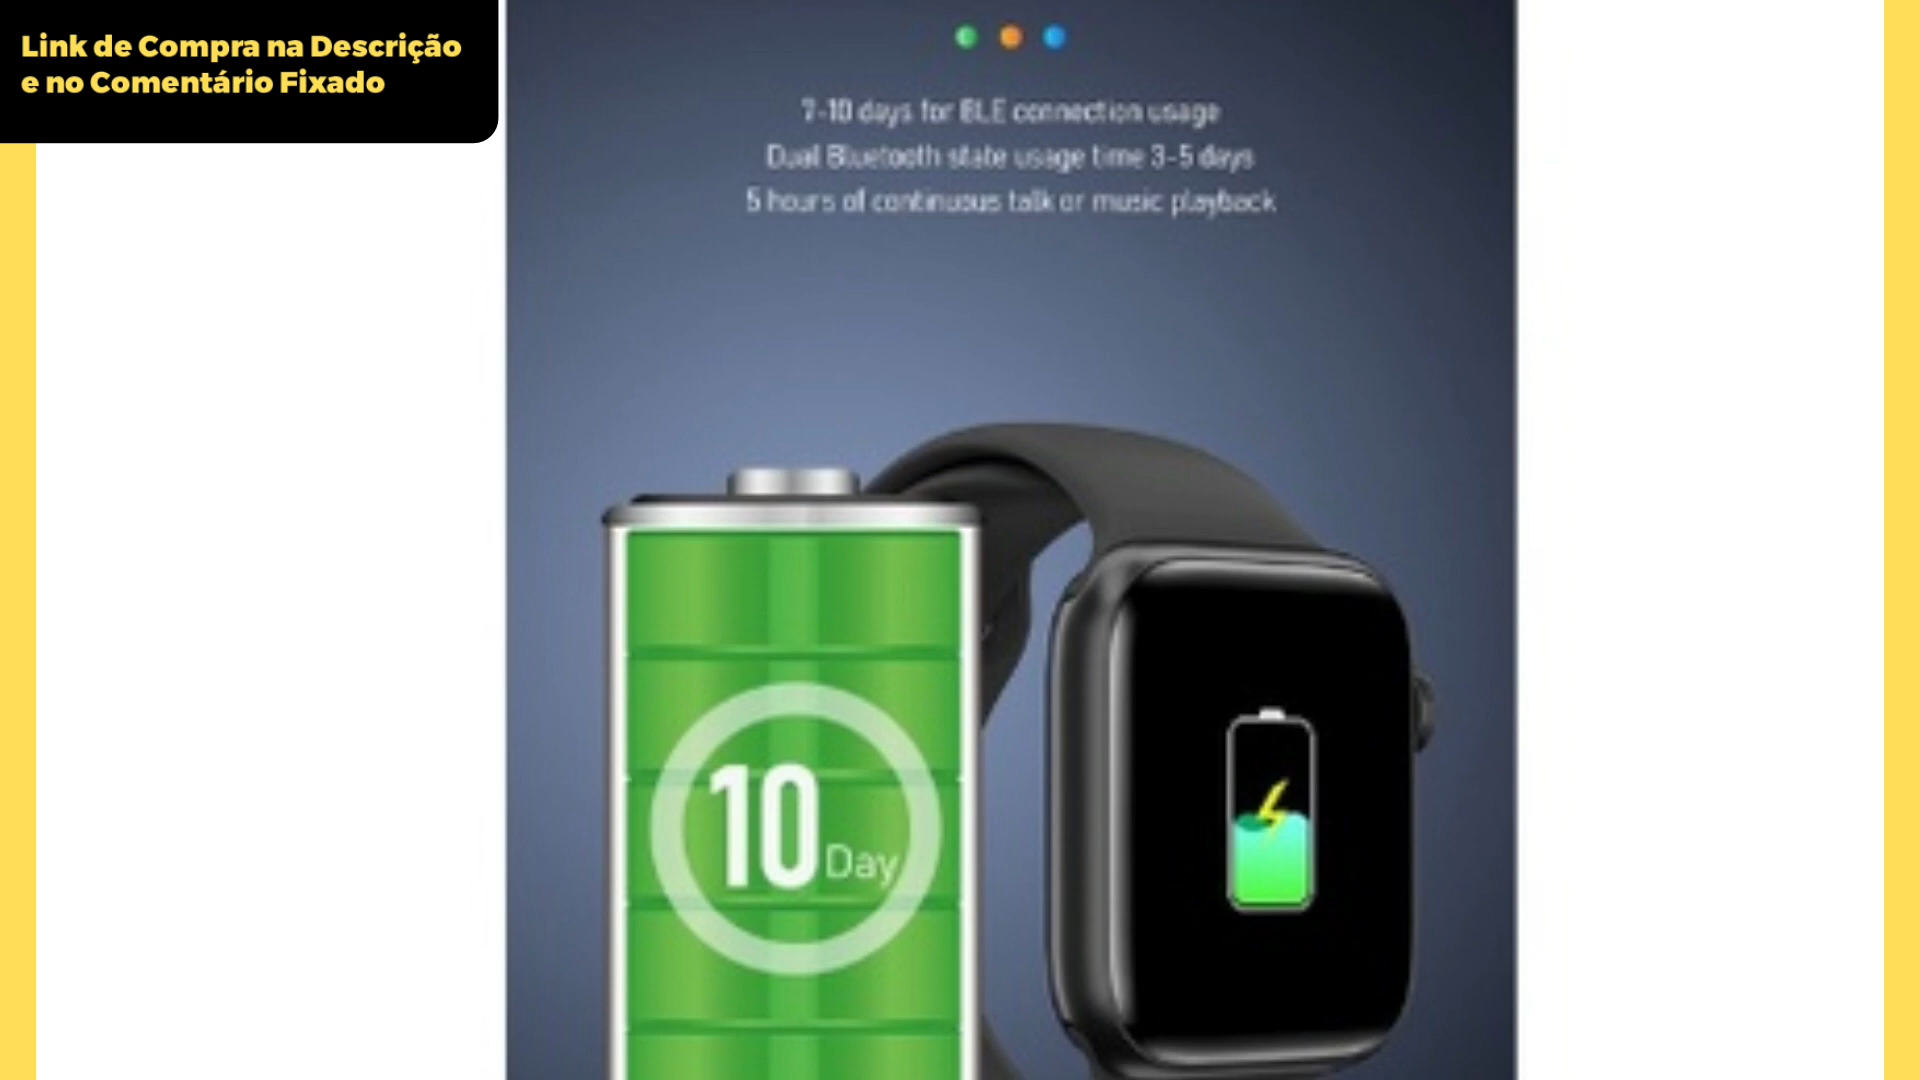 Link de Compra na Descrição
e no Comentário Fixado
7-10 days for BLE connection usage
Dual Bluetooth state usage time 3-5 days
5 hours of continuous talk or music playback
10 Day